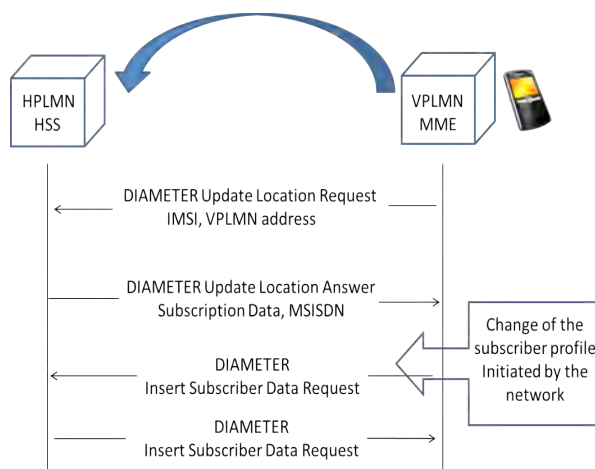 HPLMN
HSS
VPLMN
MME
DIAMETER Update Location Request
IMSI, VPLMN address
DIAMETER Update Location Answer
Subscription Data, MSISDN
Change of the
subscriber profile
Initiated by the
network
DIAMETER
Insert Subscriber Data Request
DIAMETER
Insert Subscriber Data Request